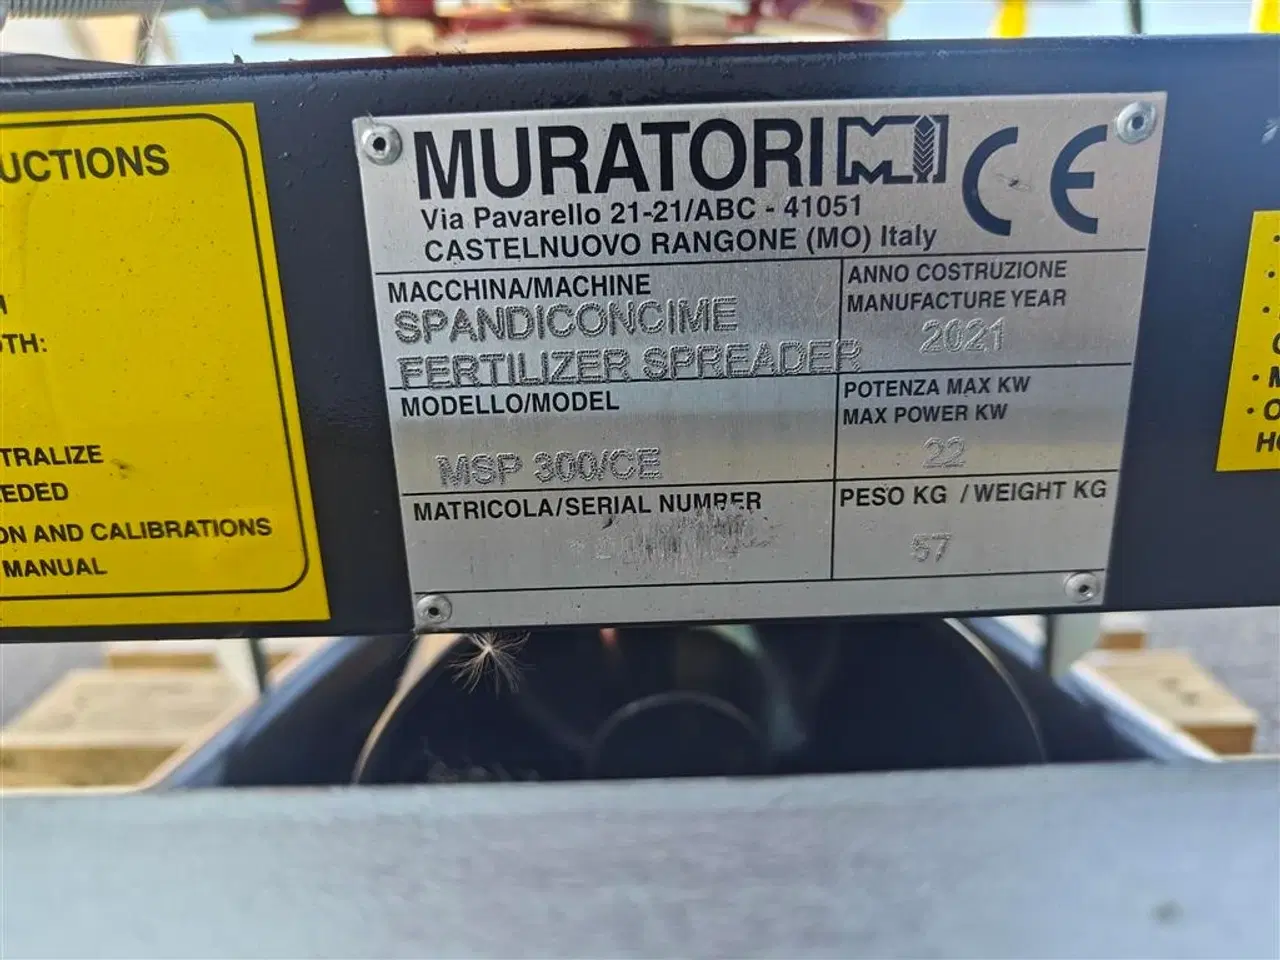 UCTIONS
OTH:
TRALIZE
EEDED
ON AND CALIBRATIONS
MANUAL
MURATORI
CE
Via Pavarello 21-21/ABC - 41051
CASTELNUOVO RANGONE (MO) Italy
MACCHINA/MACHINE
SPANDICONCIME
FERTILIZER SPREADER
ANNO COSTRUZIONE
MANUFACTURE YEAR
2021
MODELLO/MODEL
MSP 300/CE
POTENZA MAX KW
MAX POWER KW
22
MATRICOLA/SERIAL NUMBER
PESO KG / WEIGHT KG
57